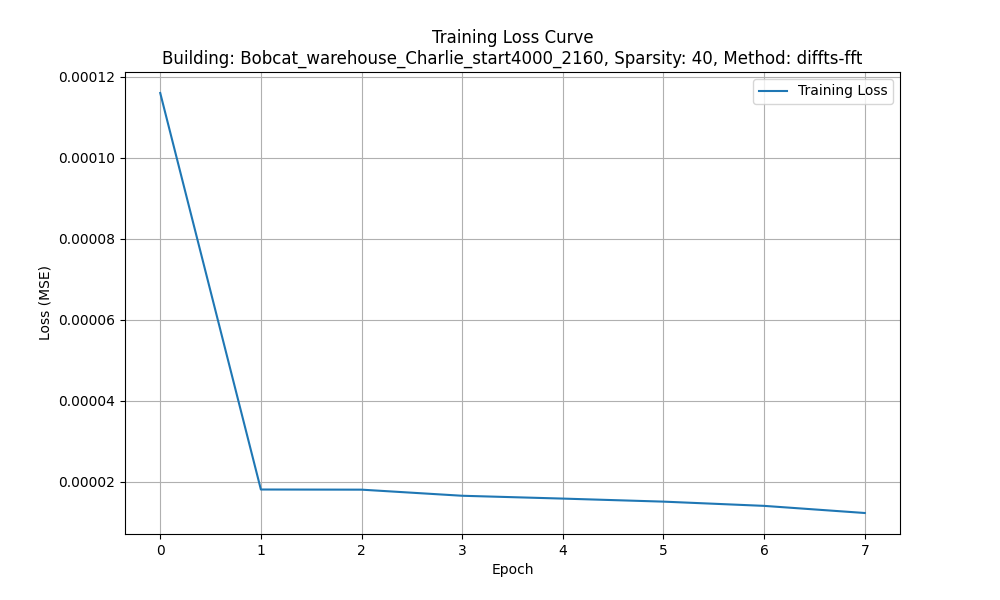 Training Loss Curve
Building: Bobcat_warehouse_Charlie_start4000_2160, Sparsity: 40, Method: diffts-fft
Training Loss
0.00012
0.00010
0.00008
0.00006
0.00004
0.00002
Loss (MSE)
0 1 2 3 4 5 6 7
Epoch